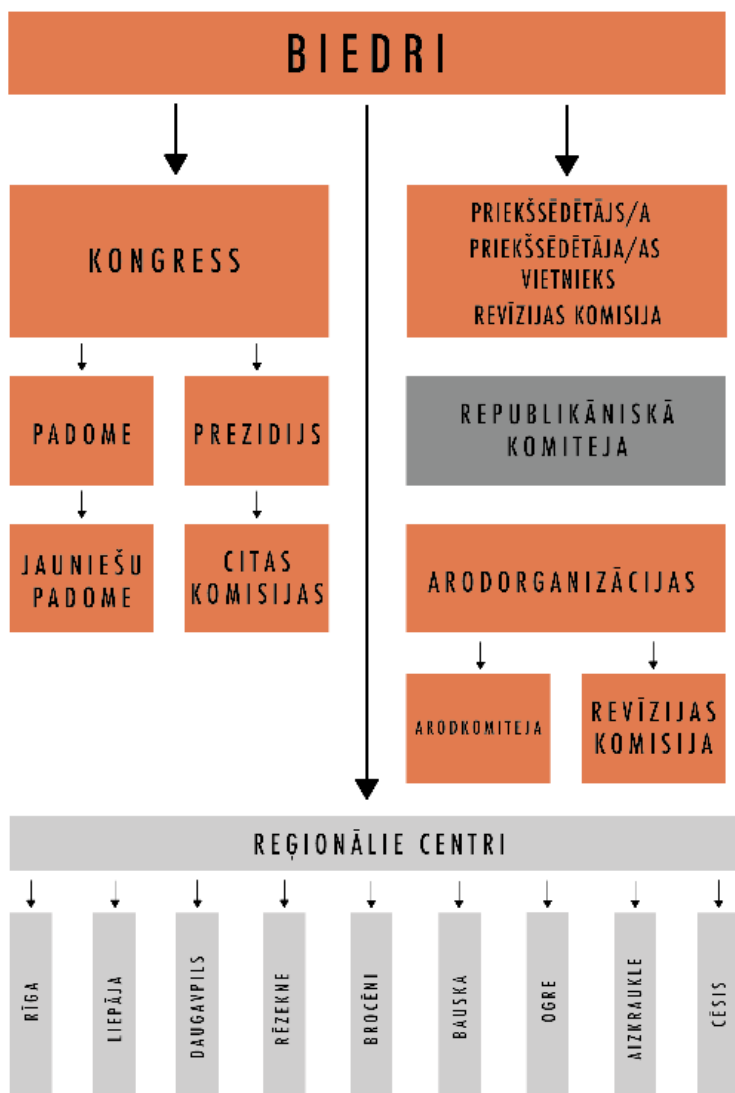 BIEDRI
KONGRESS
PRIEKŠSĒDĒTĀJS/A
PRIEKŠSĒDĒTĀJA/AS
VIETNIEKS
REVĪZIJAS KOMISIJA
PADOME
PREZIDIJS
REPUBLIKĀNISKĀ
KOMITEJA
JAUNIEŠU
PADOME
CITAS
KOMISIJAS
ARODORGANIZĀCIJAS
ARODKOMITEJA
REVĪZIJAS
KOMISIJA
REĢIONĀLIE CENTRI
RĪGA
LIEPĀJA
DAUGAVPILS
RĒZEKNE
BROCĒNI
BAUSKA
OGRE
AIZKRAUKLE
CĒSIS